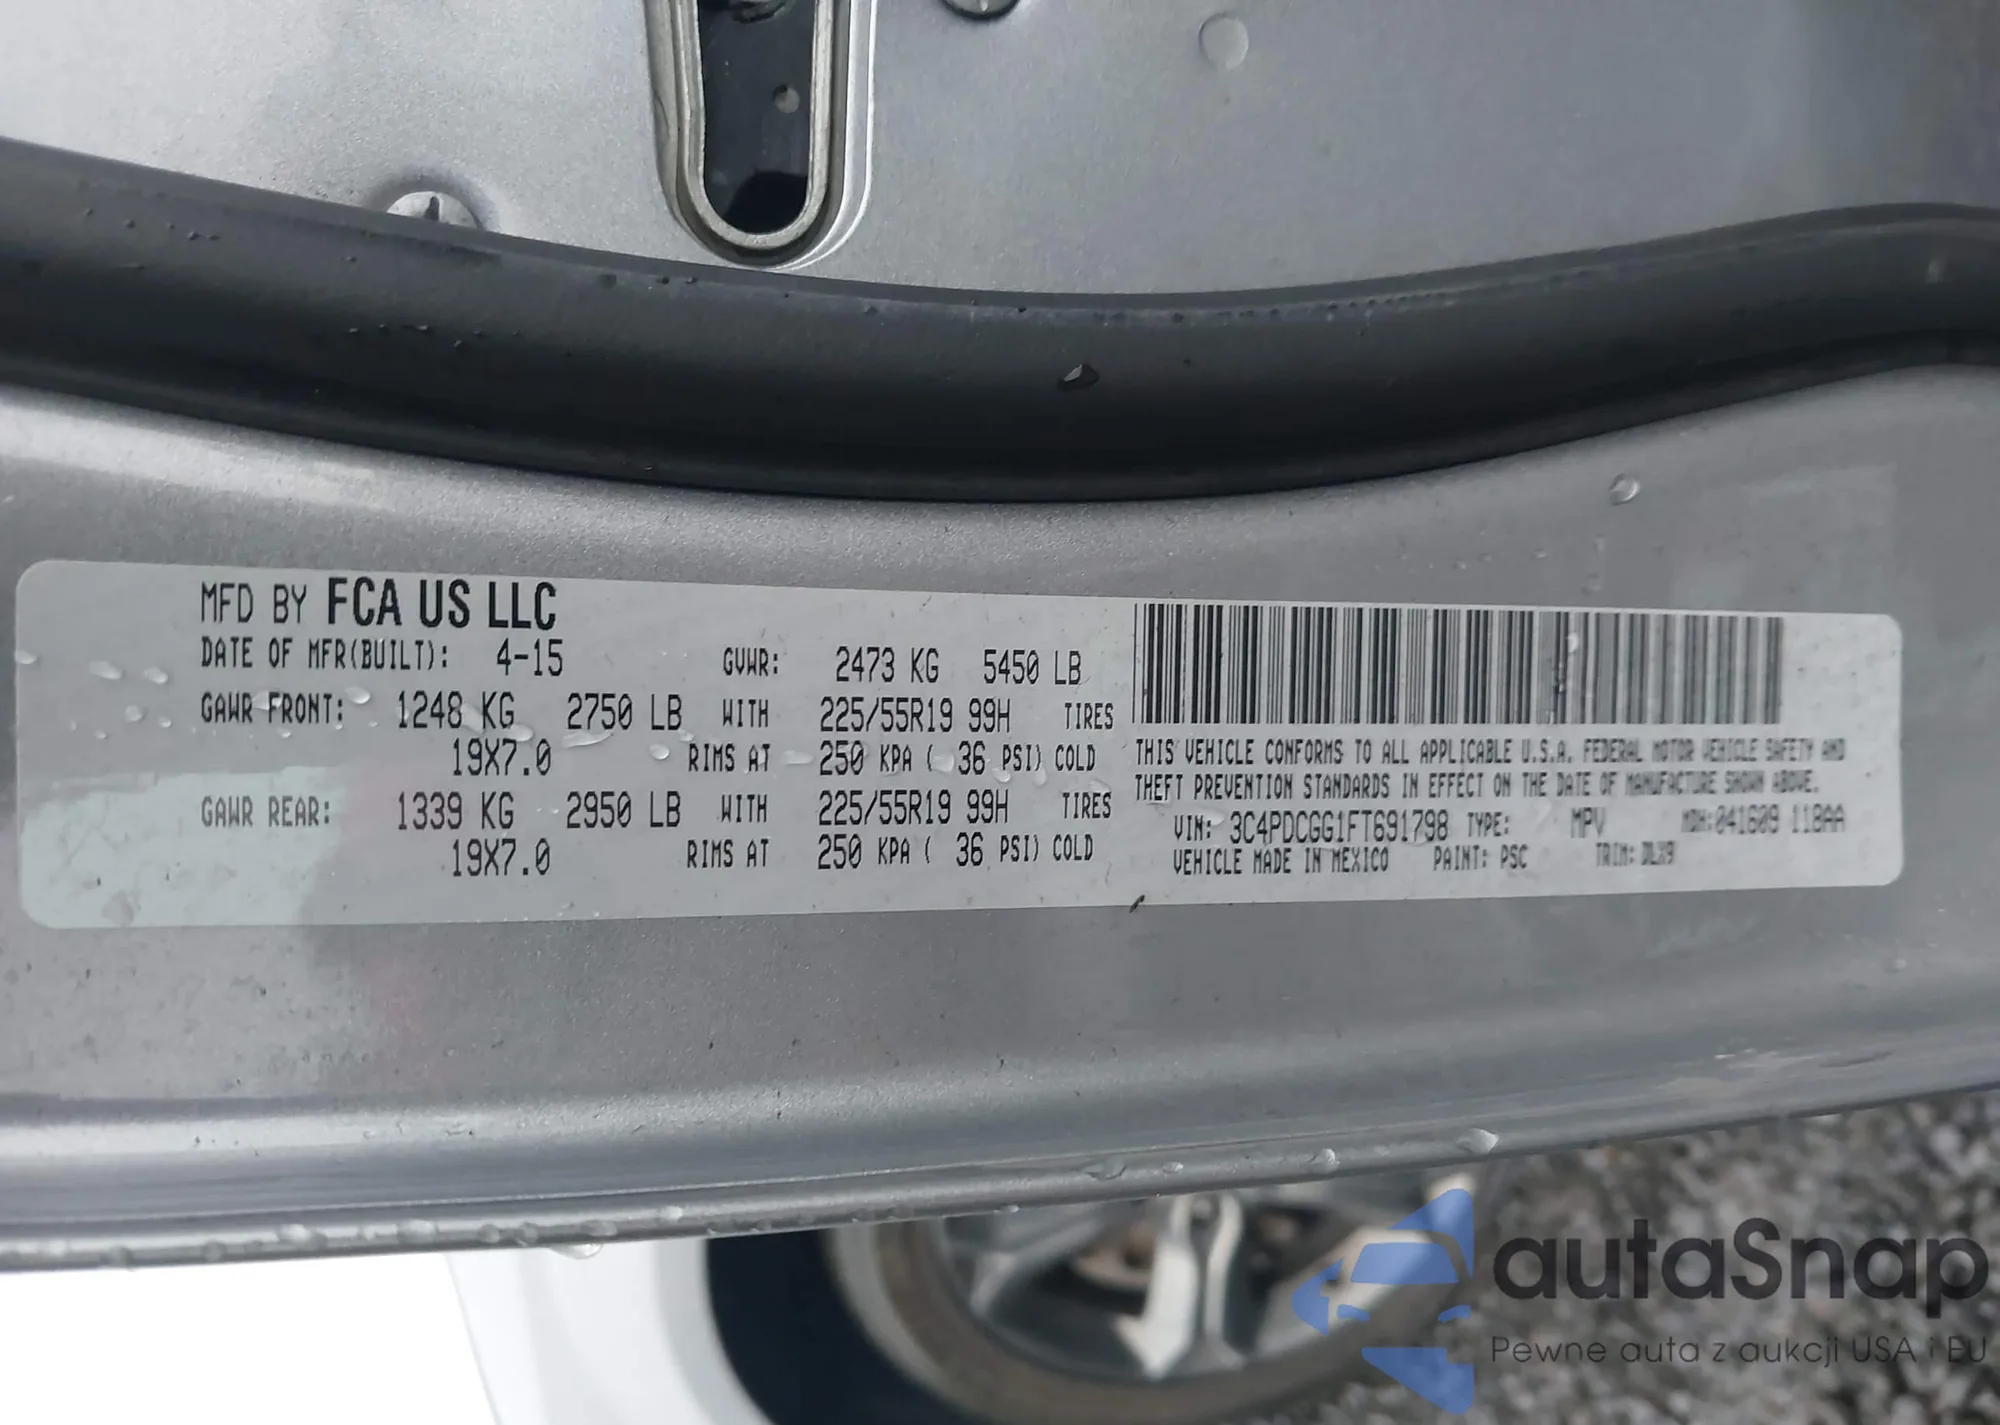 MFD BY FCA US LLC
DATE OF MFR(BUILT): 4-15 GVWR: 2473 KG 5450 LB
GAWR FRONT: 1248 KG 2750 LB WITH 225/55R19 99H TIRES
19X7.0 RIMS AT 250 KPA ( 36 PSI) COLD
GAWR REAR: 1339 KG 2950 LB WITH 225/55R19 99H TIRES
19X7.0 RIMS AT 250 KPA ( 36 PSI) COLD
THIS VEHICLE CONFORMS TO ALL APPLICABLE U.S.A. FEDERAL MOTOR VEHICLE SAFETY AND
THEFT PREVENTION STANDARDS IN EFFECT ON THE DATE OF MANUFACTURE SHOWN ABOVE.
VIN: 3C4PDCGG1FT691798 TYPE: MPV MDH:041609 118AA
VEHICLE MADE IN MEXICO PAINT: PSC TRIM: DLX9
autaSnap
Pewne auta z aukcji USA i EU